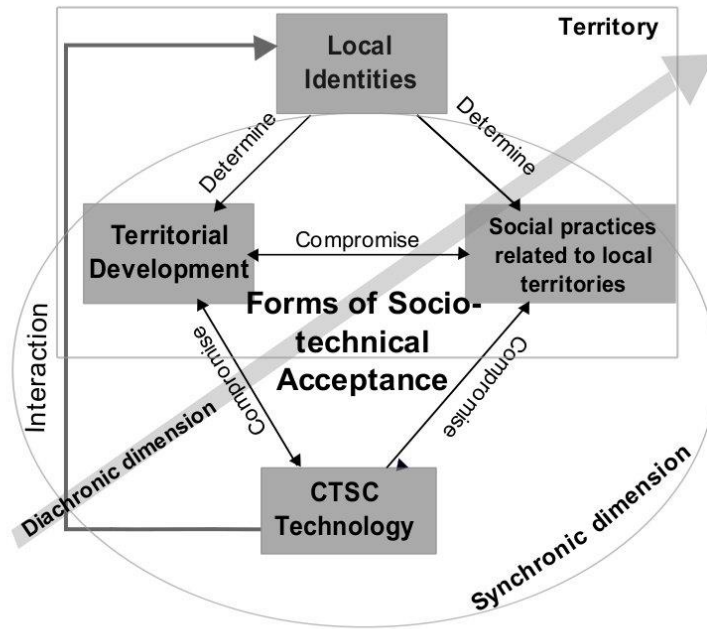 Territory
Local
Identities
Determine
Determine
Territorial
Development
Compromise
Social practices
related to local
territories
Forms of Socio-
technical
Acceptance
Compromise
Compromise
Interaction
Diachronic dimension
CTSC
Technology
Synchronic dimension